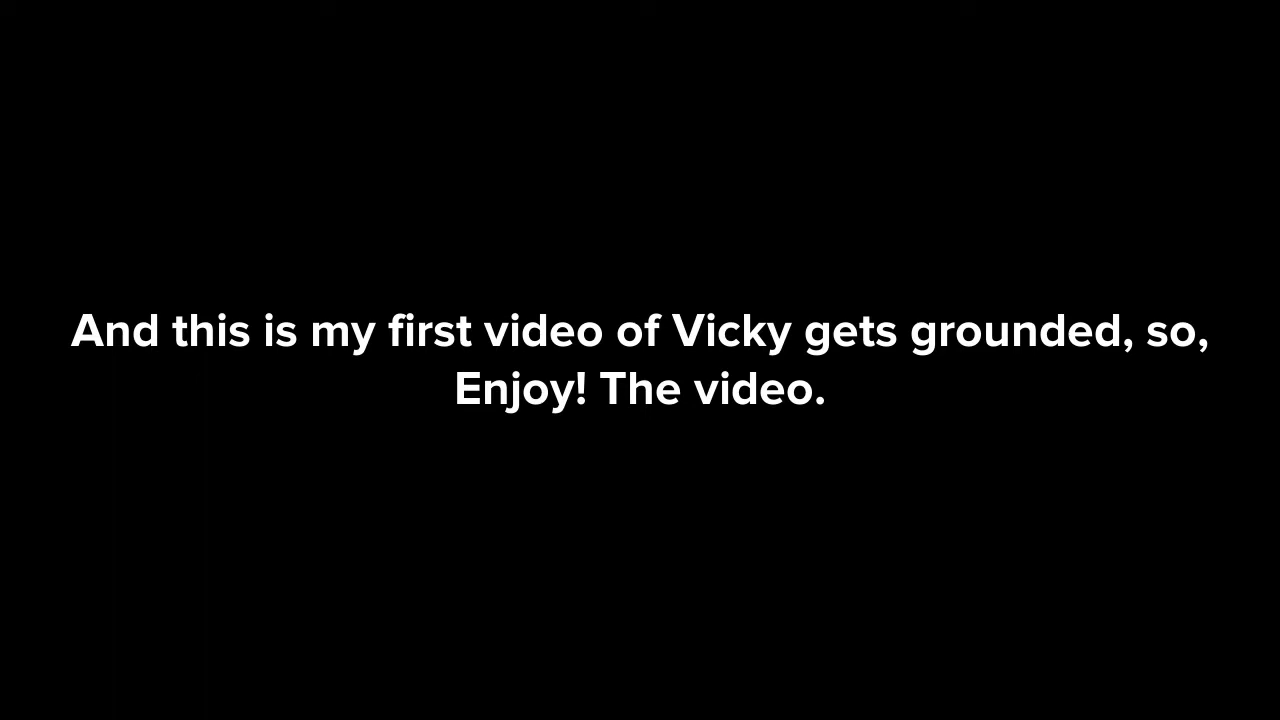 And this is my first video of Vicky gets grounded, so,
Enjoy! The video.